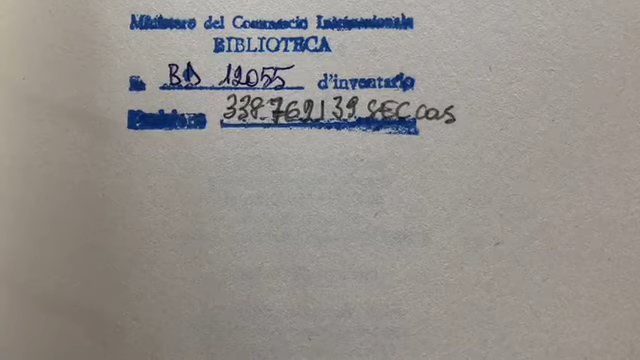 Ministero del Commercio Internazionale
BIBLIOTECA
N. BD 12055 d'inventario
338.762139 SEC cas